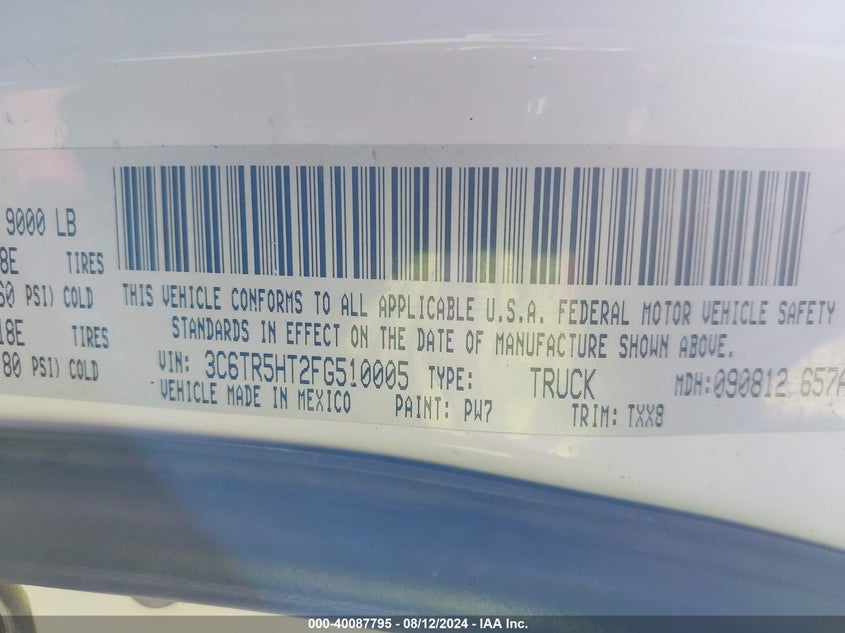 9000 LB
8E TIRES
60 PSI) COLD
18E TIRES
80 PSI) COLD
THIS VEHICLE CONFORMS TO ALL APPLICABLE U.S.A. FEDERAL MOTOR VEHICLE SAFETY
STANDARDS IN EFFECT ON THE DATE OF MANUFACTURE SHOWN ABOVE.
VIN: 3C6TR5HT2FG510005 TYPE: TRUCK MDH:090812 657A
VEHICLE MADE IN MEXICO PAINT: PW7 TRIM: TXX8
000-40087795 - 08/12/2024 - IAA Inc.